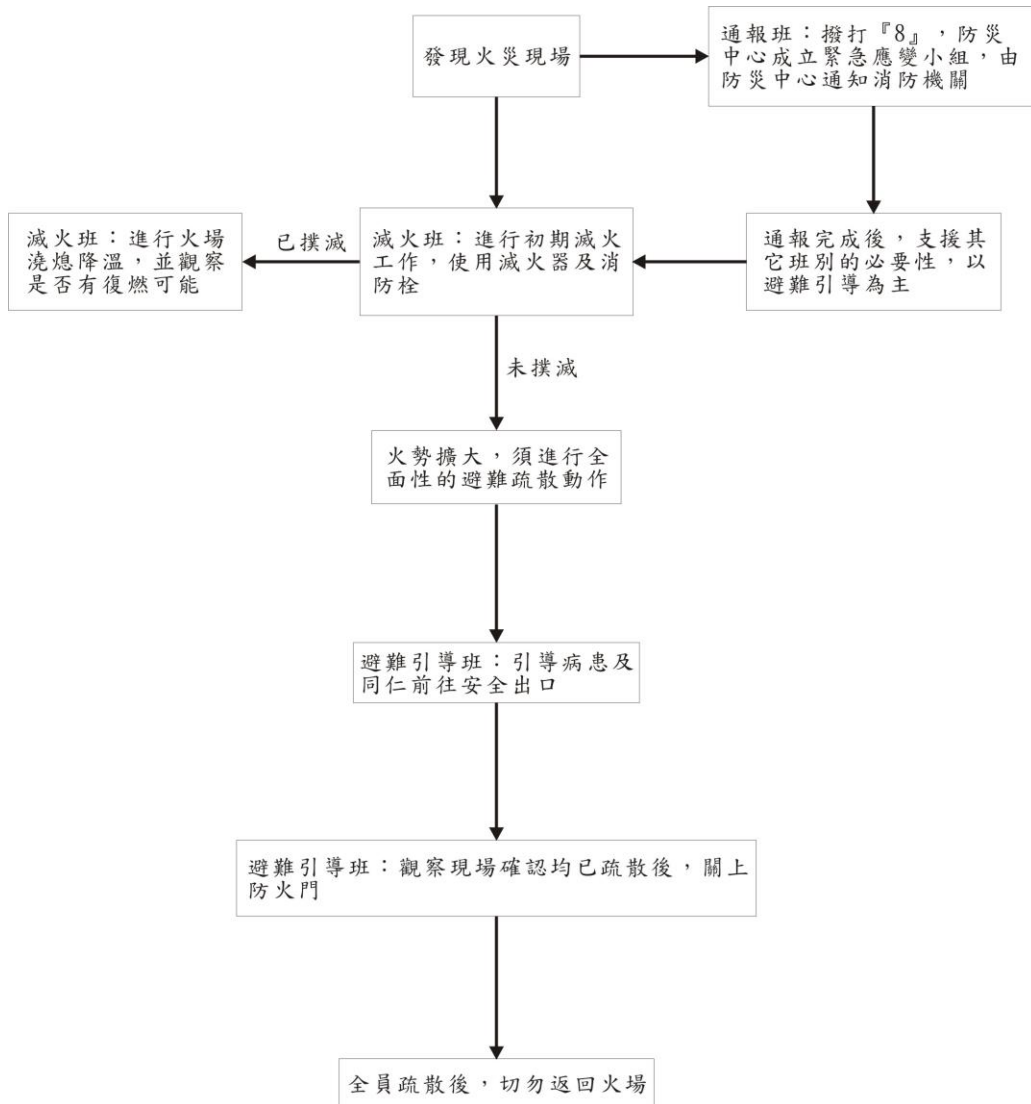 發現火災現場
通報班：撥打『8』，防災
中心成立緊急應變小組，由
防災中心通知消防機關
滅火班：進行火場
澆熄降溫，並觀察
是否有復燃可能
已撲滅
滅火班：進行初期滅火
工作，使用滅火器及消
防栓
通報完成後，支援其
它班別的必要性，以
避難引導為主
未撲滅
火勢擴大，須進行全
面性的避難疏散動作
避難引導班：引導病患及
同仁前往安全出口
避難引導班：觀察現場確認均已疏散後，關上
防火門
全員疏散後，切勿返回火場